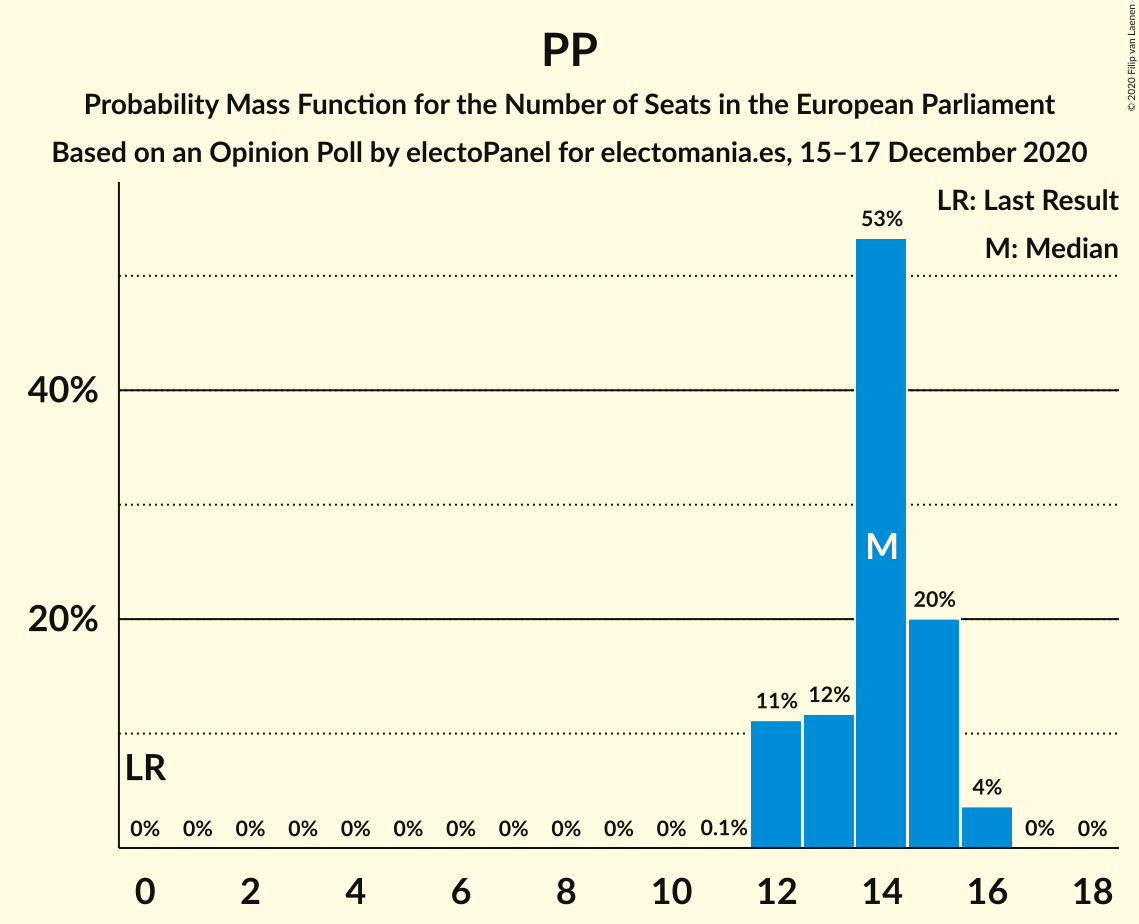 PP
Probability Mass Function for the Number of Seats in the European Parliament
Based on an Opinion Poll by electoPanel for electomania.es, 15–17 December 2020
© 2020 Filip van Laenen
LR: Last Result
M: Median
53%
40%
M
20%
20%
11% 12%
LR
4%
0% 0% 0% 0% 0% 0% 0% 0% 0% 0% 0% 0.1% 0% 0%
0 2 4 6 8 10 12 14 16 18